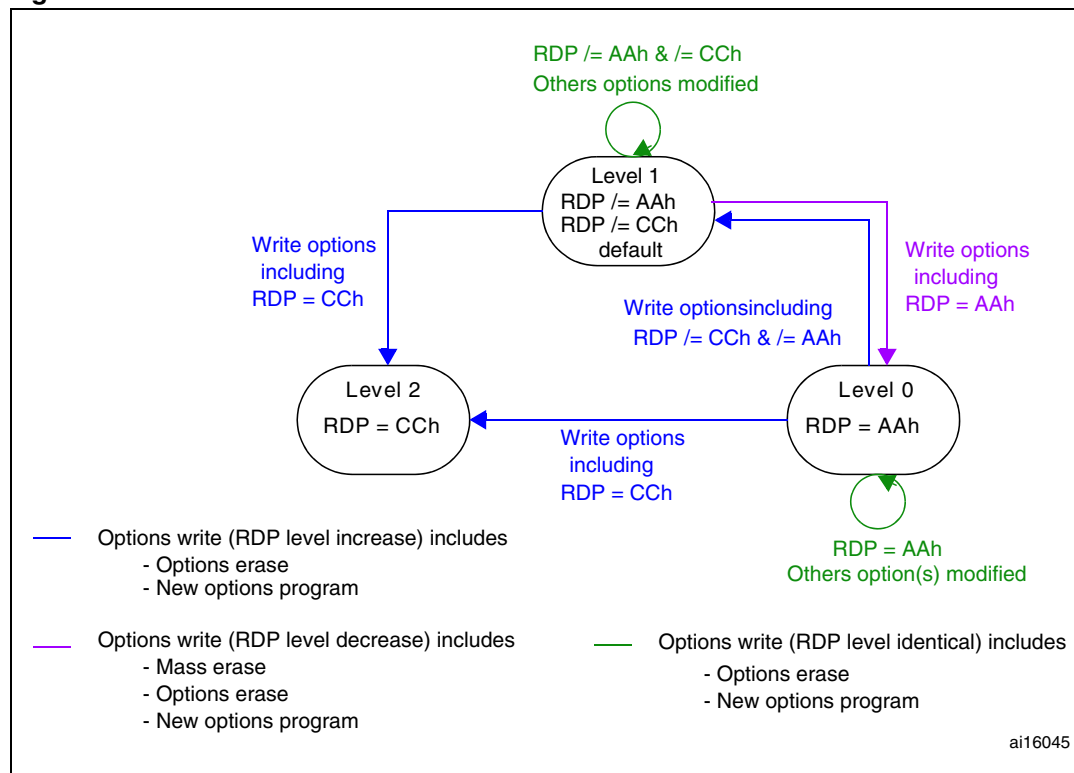 RDP /= AAh & /= CCh
Others options modified
Level 1
RDP /= AAh
RDP /= CCh
default
Write options
including
RDP = CCh
Write options
including
RDP = AAh
Write optionsincluding
RDP /= CCh & /= AAh
Level 2
RDP = CCh
Level 0
RDP = AAh
Write options
including
RDP = CCh
RDP = AAh
Others option(s) modified
Options write (RDP level increase) includes
- Options erase
- New options program
Options write (RDP level decrease) includes
- Mass erase
- Options erase
- New options program
Options write (RDP level identical) includes
- Options erase
- New options program
ai16045